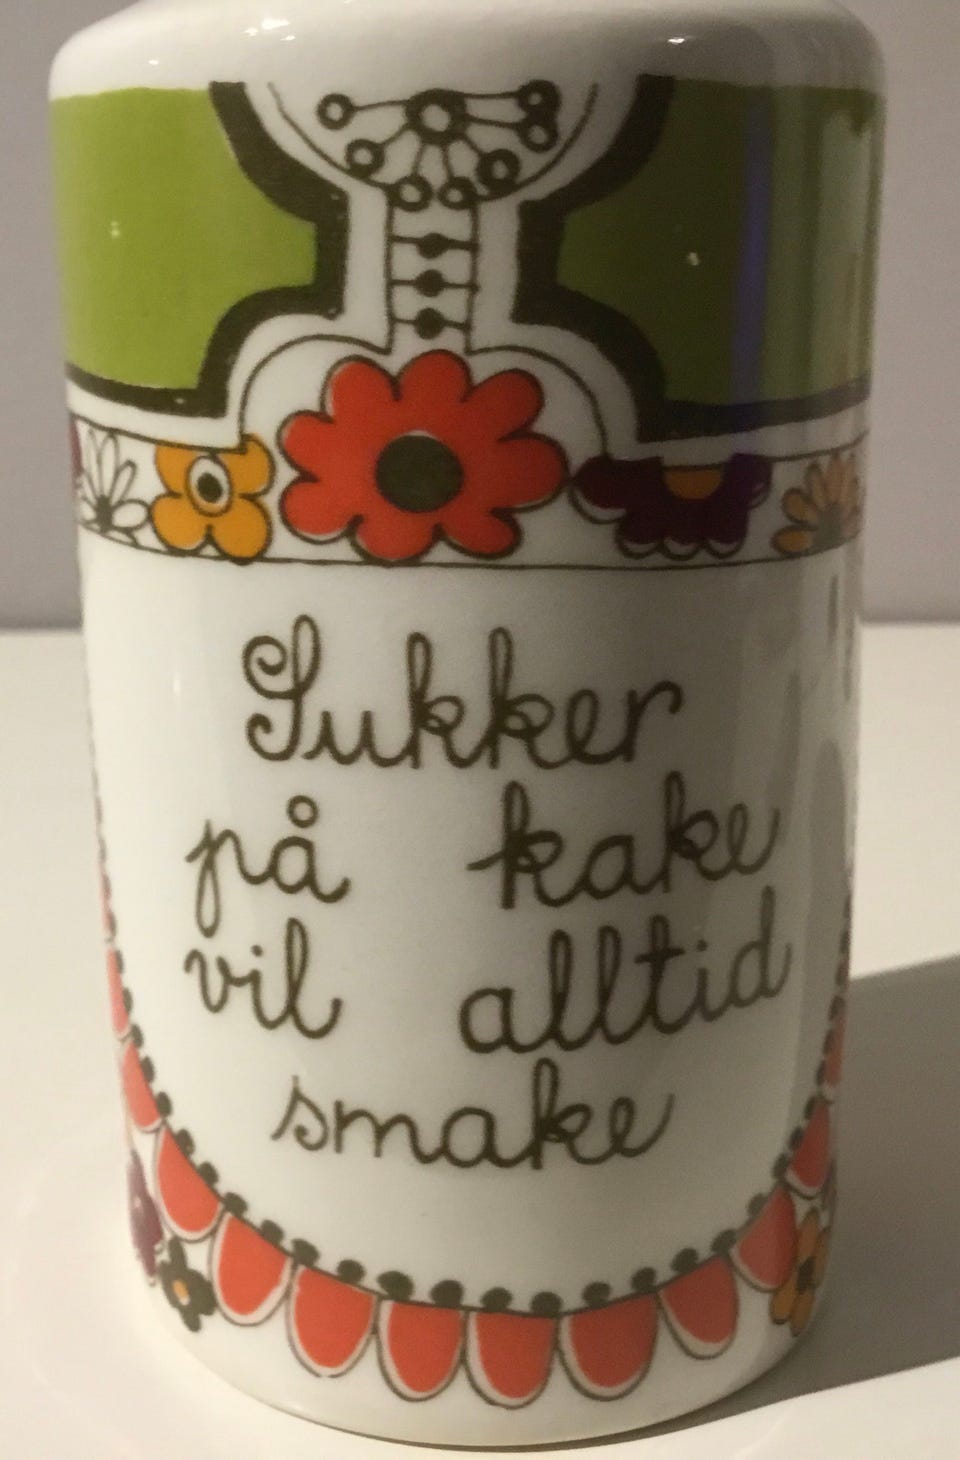 Sukker
på kake
vil alltid
smake